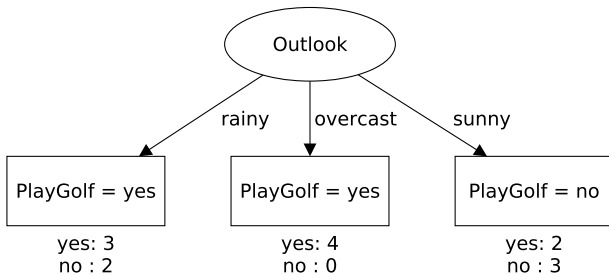 Outlook
rainy
overcast
sunny
PlayGolf = yes
PlayGolf = yes
PlayGolf = no
yes: 3
no : 2
yes: 4
no : 0
yes: 2
no : 3